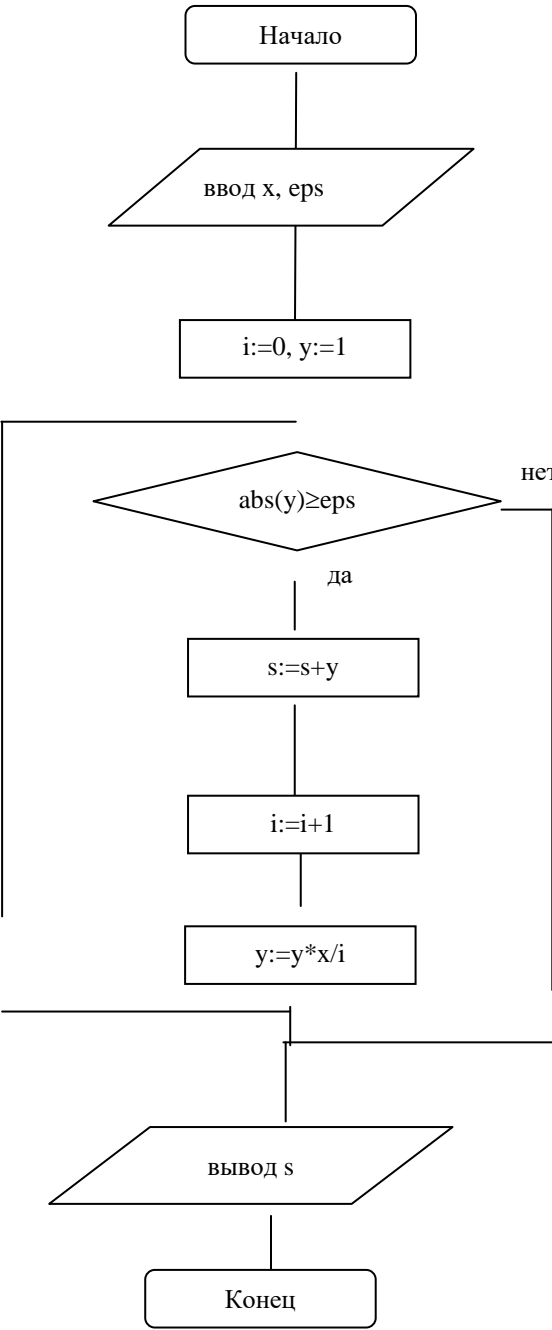 Начало
ввод x, eps
i:=0, y:=1
нет
abs(y)≥eps
да
s:=s+y
i:=i+1
y:=y*x/i
вывод s
Конец